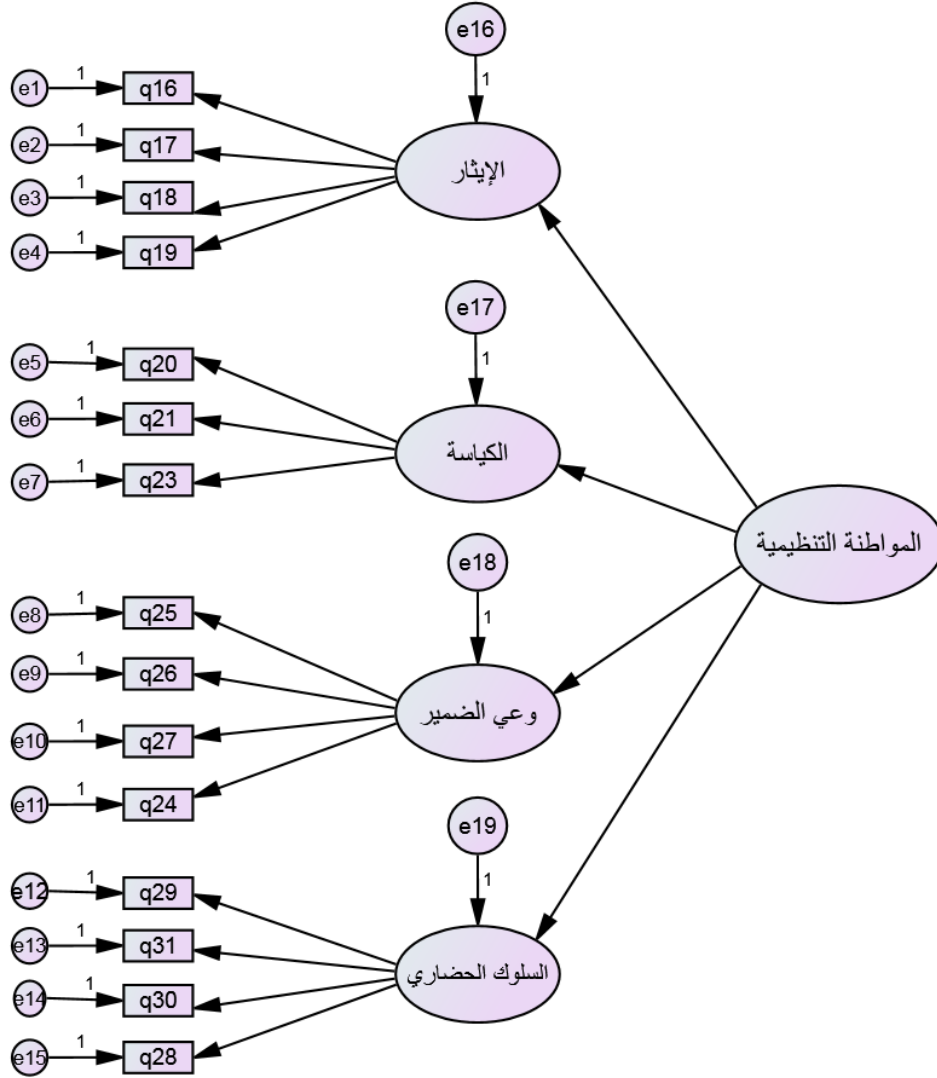 e16
1
e1
1
q16
e2
1
q17
e3
1
q18
e4
1
q19
الإيثار
e17
1
e5
1
q20
e6
1
q21
e7
1
q23
الكياسة
المواطنة التنظيمية
e18
1
e8
1
q25
e9
1
q26
e10
1
q27
e11
1
q24
وعي الضمير
e19
1
e12
1
q29
e13
1
q31
e14
1
q30
e15
1
q28
السلوك الحضاري